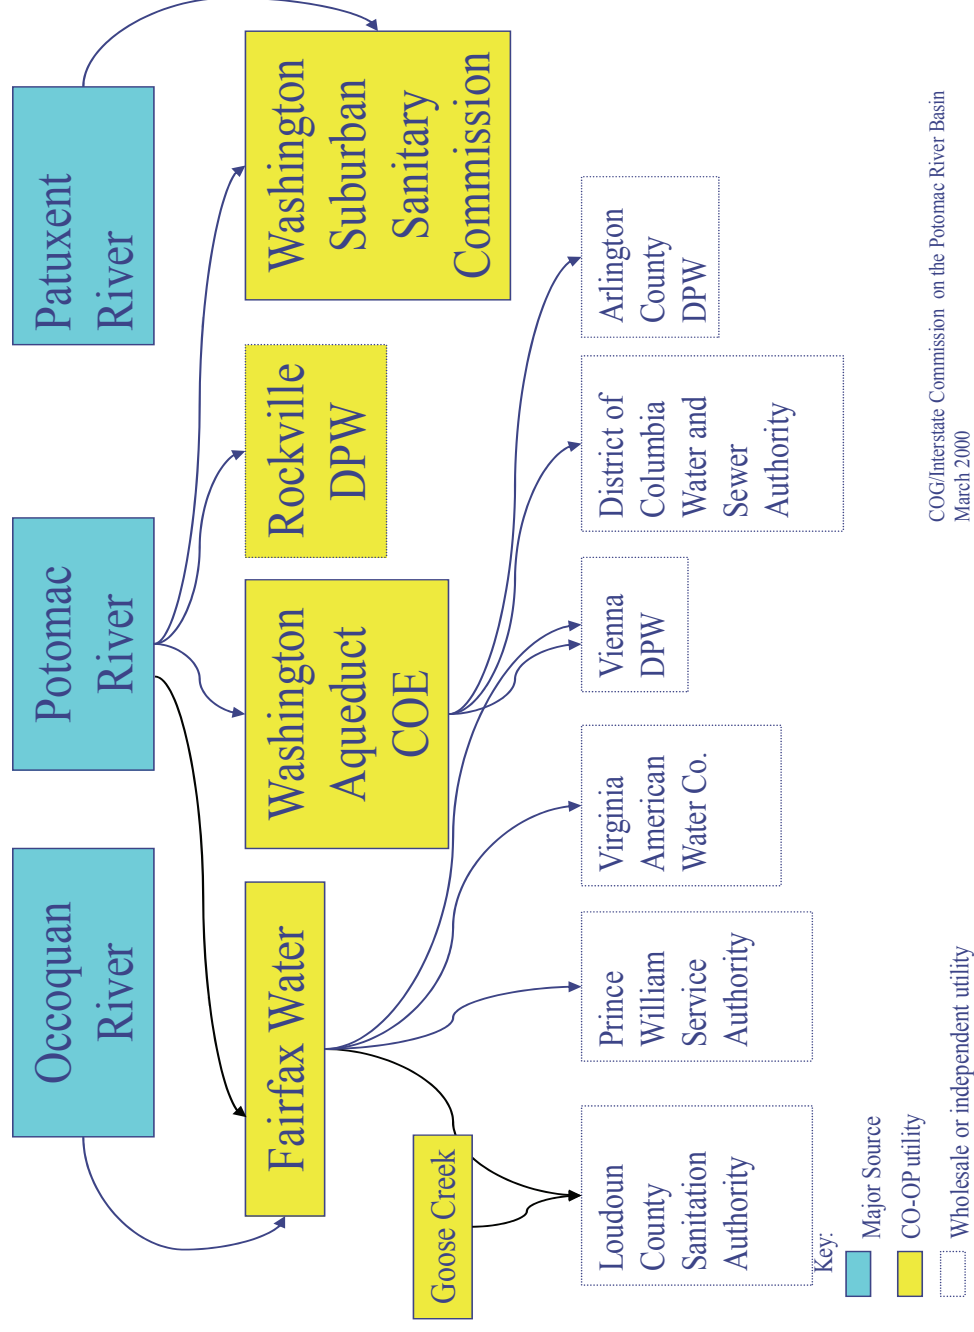 Occoquan
River
Potomac
River
Patuxent
River
Fairfax Water
Washington
Aqueduct
COE
Rockville
DPW
Washington
Suburban
Sanitary
Commission
Goose Creek
Loudoun
County
Sanitation
Authority
Prince
William
Service
Authority
Virginia
American
Water Co.
Vienna
DPW
District of
Columbia
Water and
Sewer
Authority
Arlington
County
DPW
Key:
Major Source
CO-OP utility
Wholesale or independent utility
COG/Interstate Commission on the Potomac River Basin
March 2000